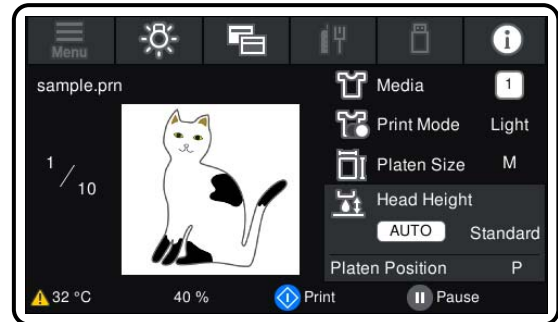 Menu
i
sample.prn
Media 1
Print Mode Light
1/10
Platen Size M
Head Height
AUTO Standard
Platen Position P
32 °C 40 % Print Pause